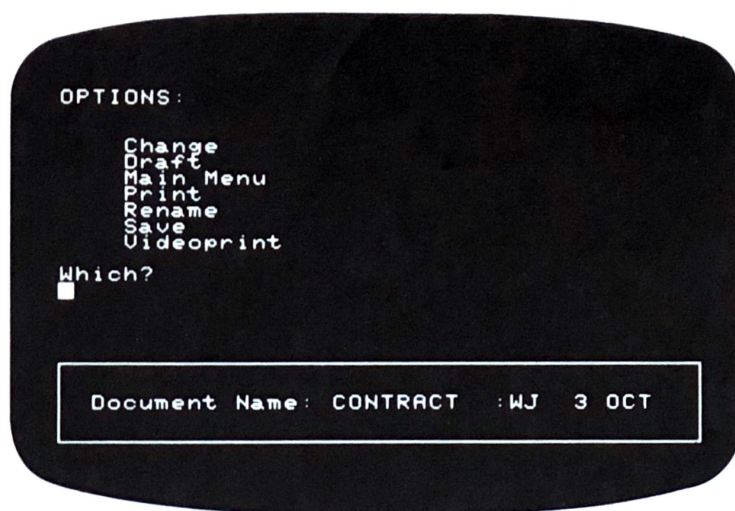 OPTIONS:
Change
Draft
Main Menu
Print
Rename
Save
Videoprint
Which?
Document Name: CONTRACT :WJ 3 OCT